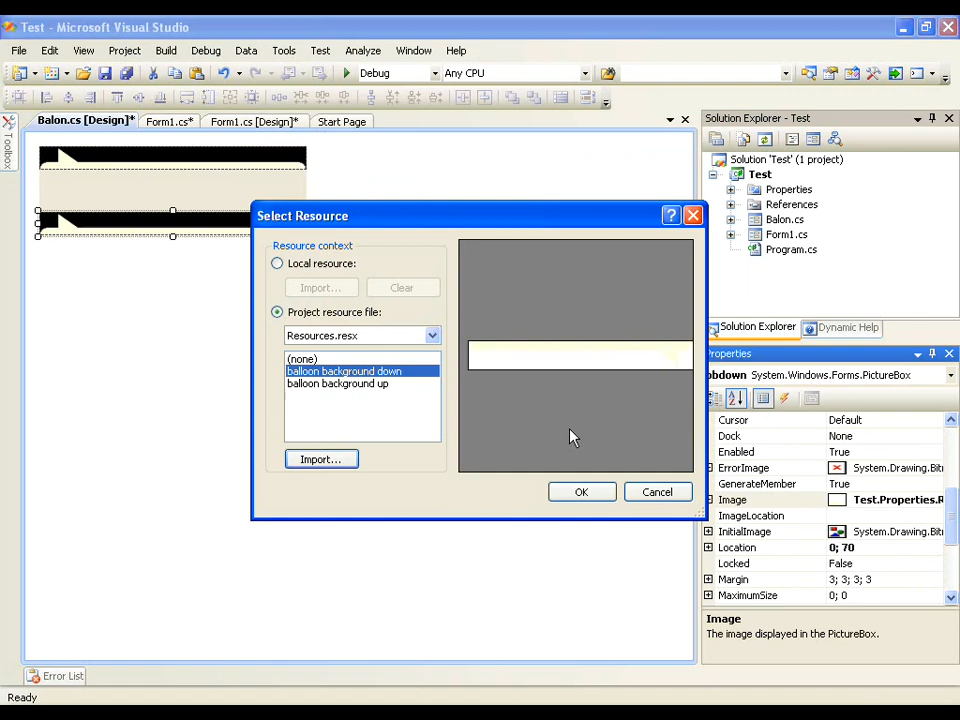 Test - Microsoft Visual Studio
File Edit View Project Build Debug Data Tools Test Analyze Window Help
Debug Any CPU
Balon.cs [Design]* Form1.cs* Form1.cs [Design]* Start Page
Toolbox
Solution Explorer - Test
Solution 'Test' (1 project)
Test
Properties
References
Balon.cs
Form1.cs
Program.cs
Solution Explorer Dynamic Help
Select Resource
Resource context
Local resource:
Import... Clear
Project resource file:
Resources.resx
(none)
balloon background down
balloon background up
Import...
OK Cancel
Properties
obdown System.Windows.Forms.PictureBox
Cursor Default
Dock None
Enabled True
ErrorImage System.Drawing.Bit
GenerateMember True
Image Test.Properties.R
ImageLocation
InitialImage System.Drawing.Bit
Location 0; 70
Locked False
Margin 3; 3; 3; 3
MaximumSize 0; 0
Image
The image displayed in the PictureBox.
Error List
Ready